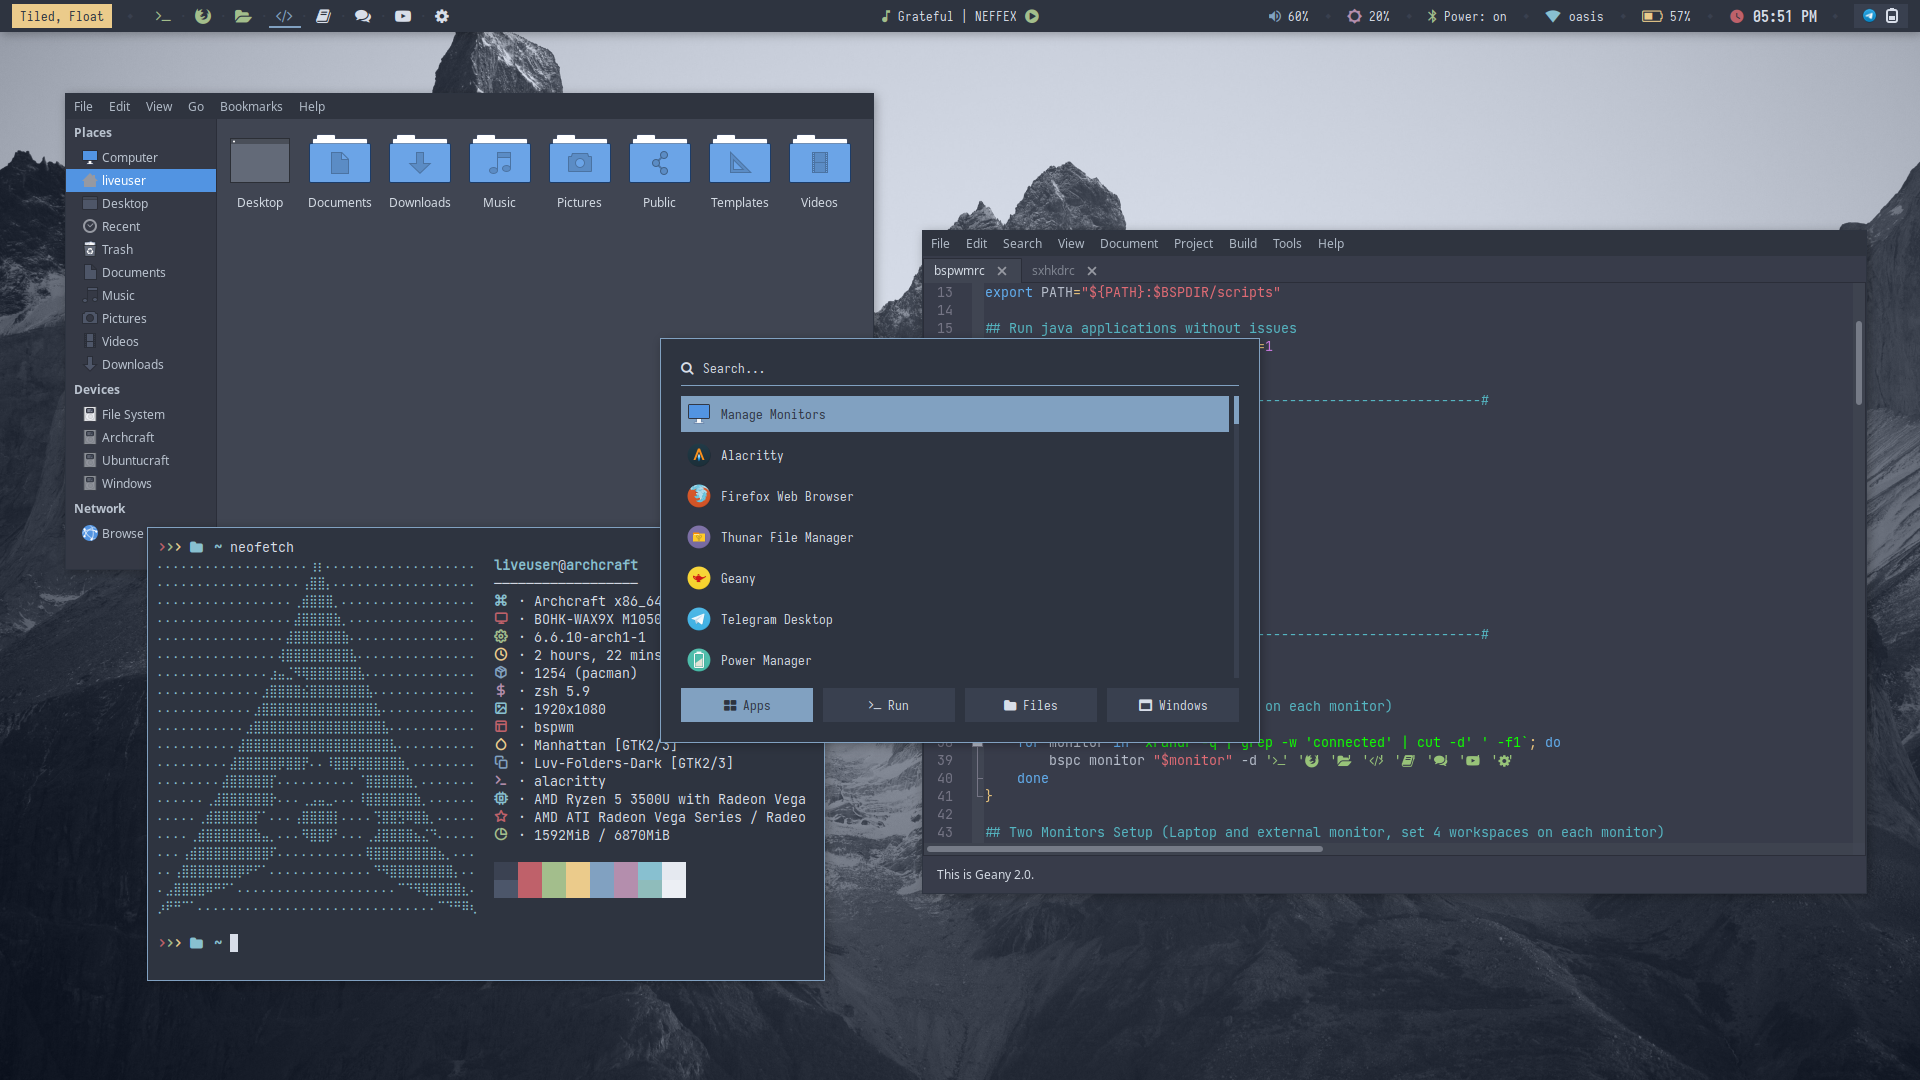 Tiled, Float
Grateful | NEFFEX
60%
20%
Power: on
oasis
57%
05:51 PM
File Edit View Go Bookmarks Help
Places
Computer
liveuser
Desktop
Recent
Trash
Documents
Music
Pictures
Videos
Downloads
Devices
File System
Archcraft
Ubuntucraft
Windows
Network
Browse
Desktop Documents Downloads Music Pictures Public Templates Videos
File Edit Search View Document Project Build Tools Help
bspwmrc sxhkdrc
13 export PATH="${PATH}:$BSPDIR/scripts"
14
15 ## Run java applications without issues
=1
--------------------------------#
--------------------------------#
on each monitor)
cut -d' ' -f1`; do
39 bspc monitor "$monitor" -d
40 done
41 }
42
43 ## Two Monitors Setup (Laptop and external monitor, set 4 workspaces on each monitor)
This is Geany 2.0.
Search...
Manage Monitors
Alacritty
Firefox Web Browser
Thunar File Manager
Geany
Telegram Desktop
Power Manager
Apps Run Files Windows
~ neofetch
liveuser@archcraft
· Archcraft x86_64
· BOHK-WAX9X M1050
· 6.6.10-arch1-1
· 2 hours, 22 mins
· 1254 (pacman)
· zsh 5.9
· 1920x1080
· bspwm
· Manhattan [GTK2/3]
· Luv-Folders-Dark [GTK2/3]
· alacritty
· AMD Ryzen 5 3500U with Radeon Vega
· AMD ATI Radeon Vega Series / Radeo
· 1592MiB / 6870MiB
~